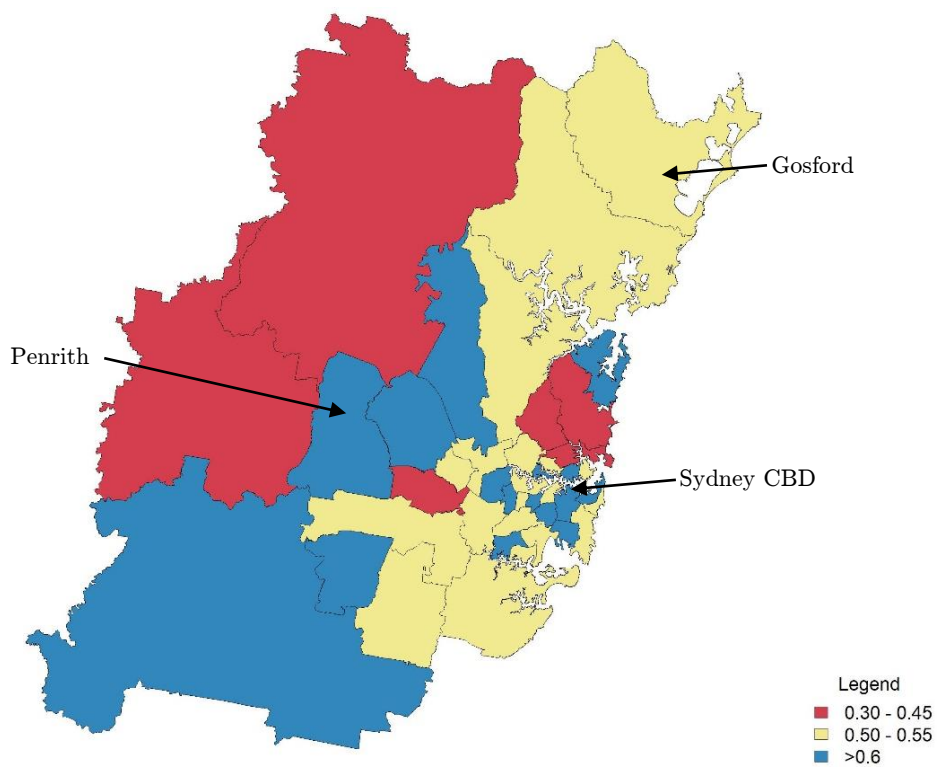 Gosford
Penrith
Sydney CBD
Legend
0.30 - 0.45
0.50 - 0.55
>0.6